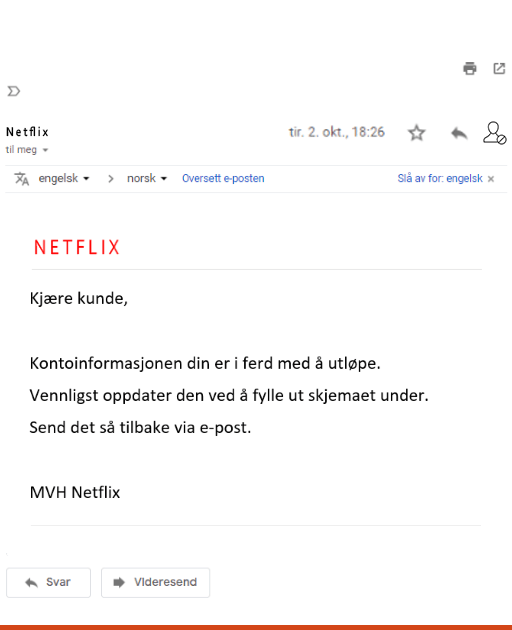 Netflix
tir. 2. okt., 18:26
til meg
engelsk
norsk
Oversett e-posten
Slå av for: engelsk
NETFLIX
Kjære kunde,
Kontoinformasjonen din er i ferd med å utløpe.
Vennligst oppdater den ved å fylle ut skjemaet under.
Send det så tilbake via e-post.
MVH Netflix
Svar
VIderesend